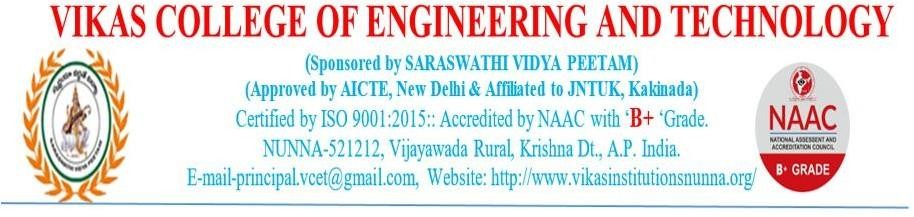 VIKAS COLLEGE OF ENGINEERING AND TECHNOLOGY
(Sponsored by SARASWATHI VIDYA PEETAM)
(Approved by AICTE, New Delhi & Affiliated to JNTUK, Kakinada)
Certified by ISO 9001:2015:: Accredited by NAAC with ‘B+ ‘Grade.
NUNNA-521212, Vijayawada Rural, Krishna Dt., A.P. India.
E-mail-principal.vcet@gmail.com, Website: http://www.vikasinstitutionsnunna.org/
NAAC
NATIONAL ASSESSMENT AND
ACCREDITATION COUNCIL
B+ GRADE